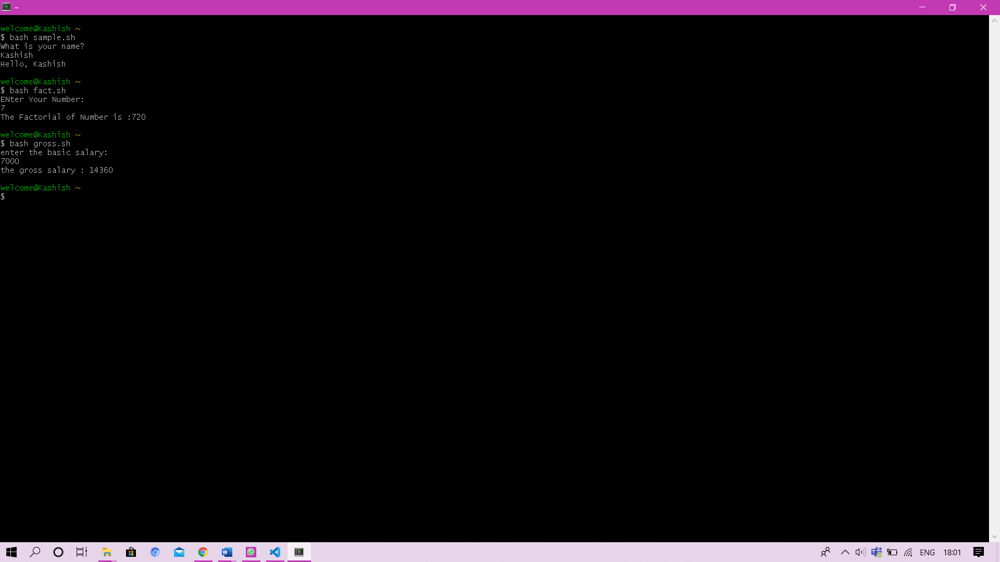 ~
welcome@Kashish ~
$ bash sample.sh
What is your name?
Kashish
Hello, Kashish
welcome@Kashish ~
$ bash fact.sh
ENter Your Number:
7
The Factorial of Number is :720
welcome@Kashish ~
$ bash gross.sh
enter the basic salary:
7000
the gross salary : 14360
welcome@Kashish ~
$
ENG 18:01